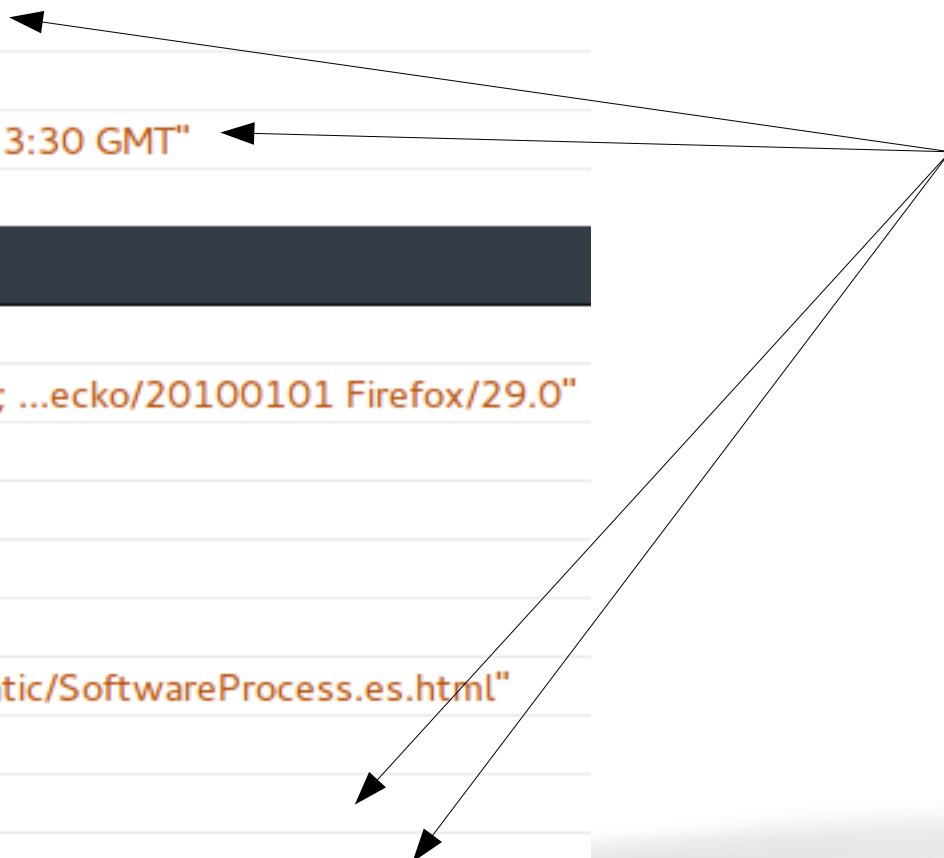 3:30 GMT"
; ...ecko/20100101 Firefox/29.0"
tic/SoftwareProcess.es.html"